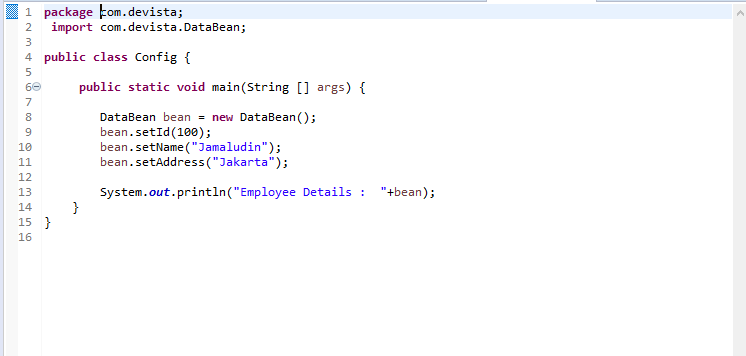 1 package com.devista;
2 import com.devista.DataBean;
3
4 public class Config {
5
6 public static void main(String [] args) {
7
8 DataBean bean = new DataBean();
9 bean.setId(100);
10 bean.setName("Jamaludin");
11 bean.setAddress("Jakarta");
12
13 System.out.println("Employee Details :  "+bean);
14 }
15 }
16